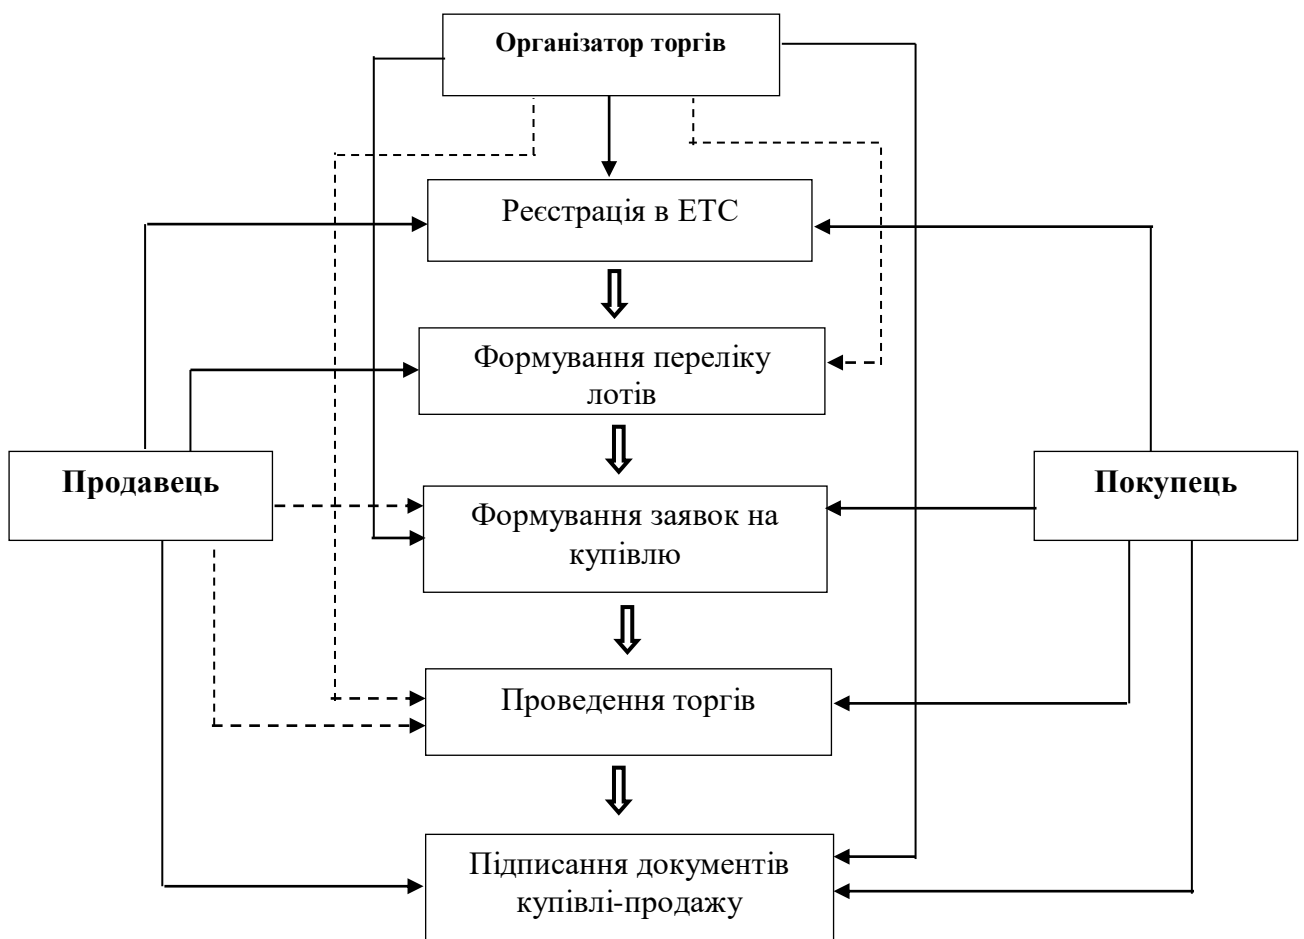 Організатор торгів
Реєстрація в ЕТС
Формування переліку
лотів
Продавець
Покупець
Формування заявок на
купівлю
Проведення торгів
Підписання документів
купівлі-продажу